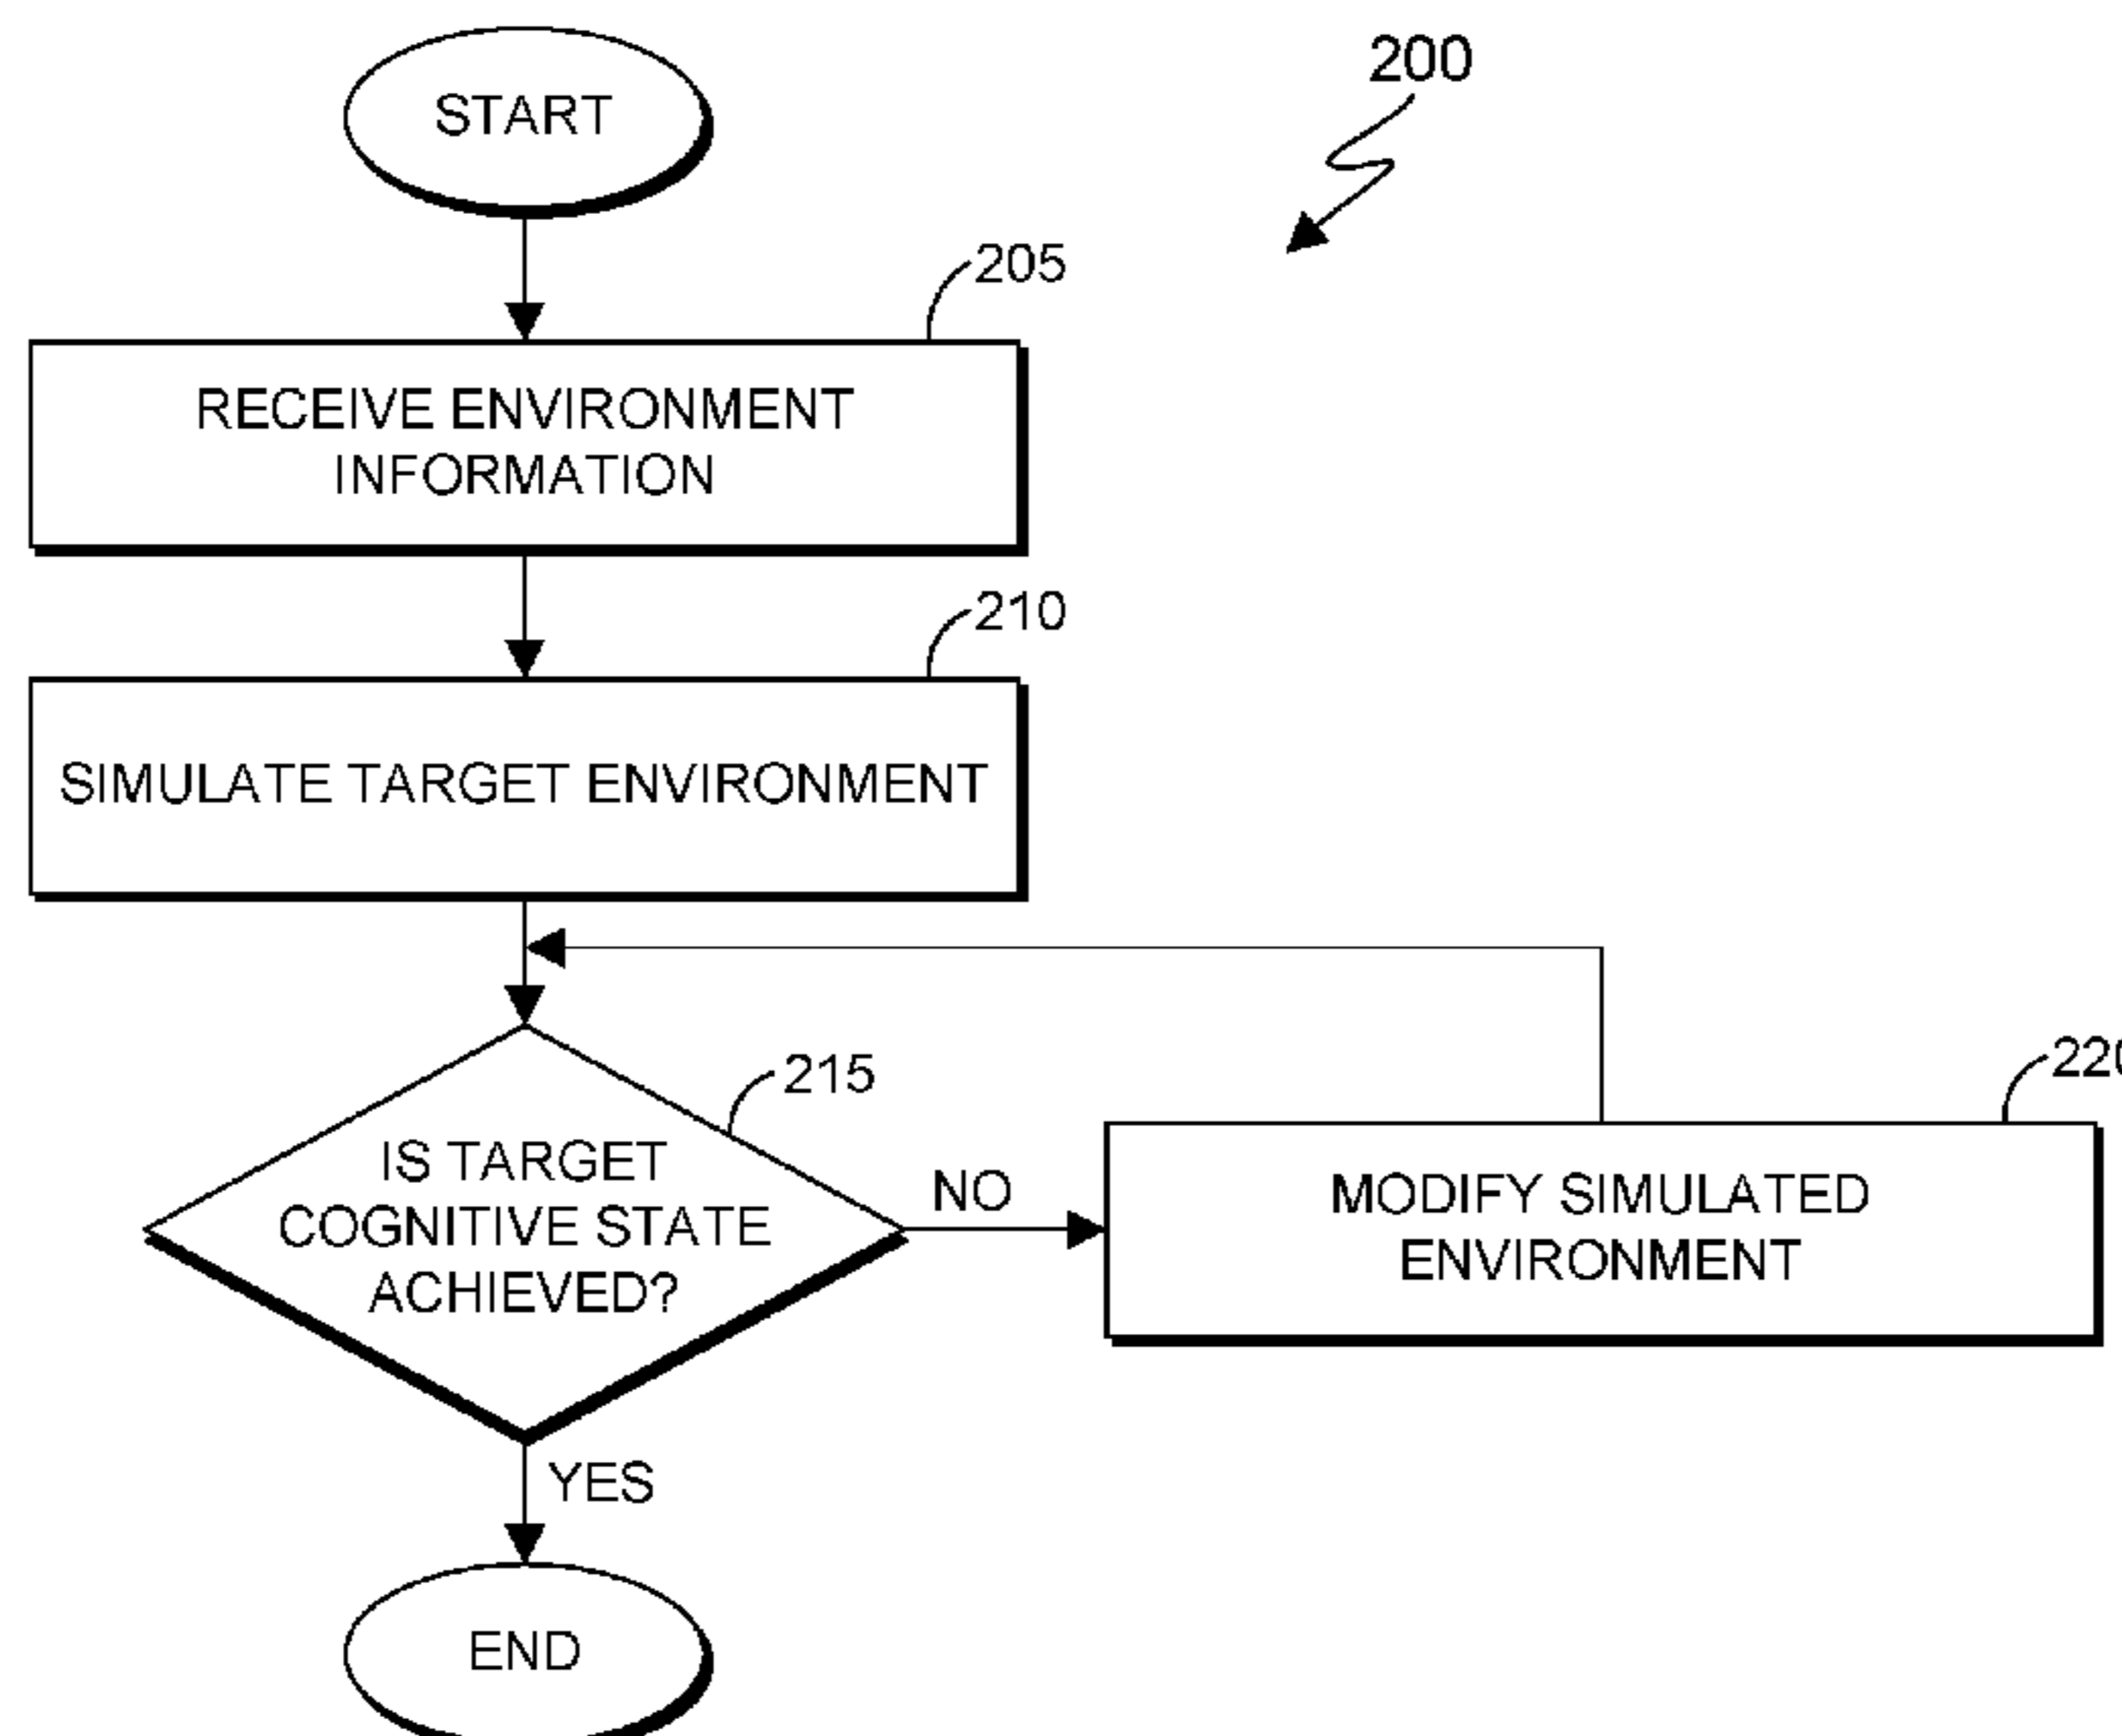 START
200
205
RECEIVE ENVIRONMENT
INFORMATION
210
SIMULATE TARGET ENVIRONMENT
215
IS TARGET
COGNITIVE STATE
ACHIEVED?
NO
220
MODIFY SIMULATED
ENVIRONMENT
YES
END